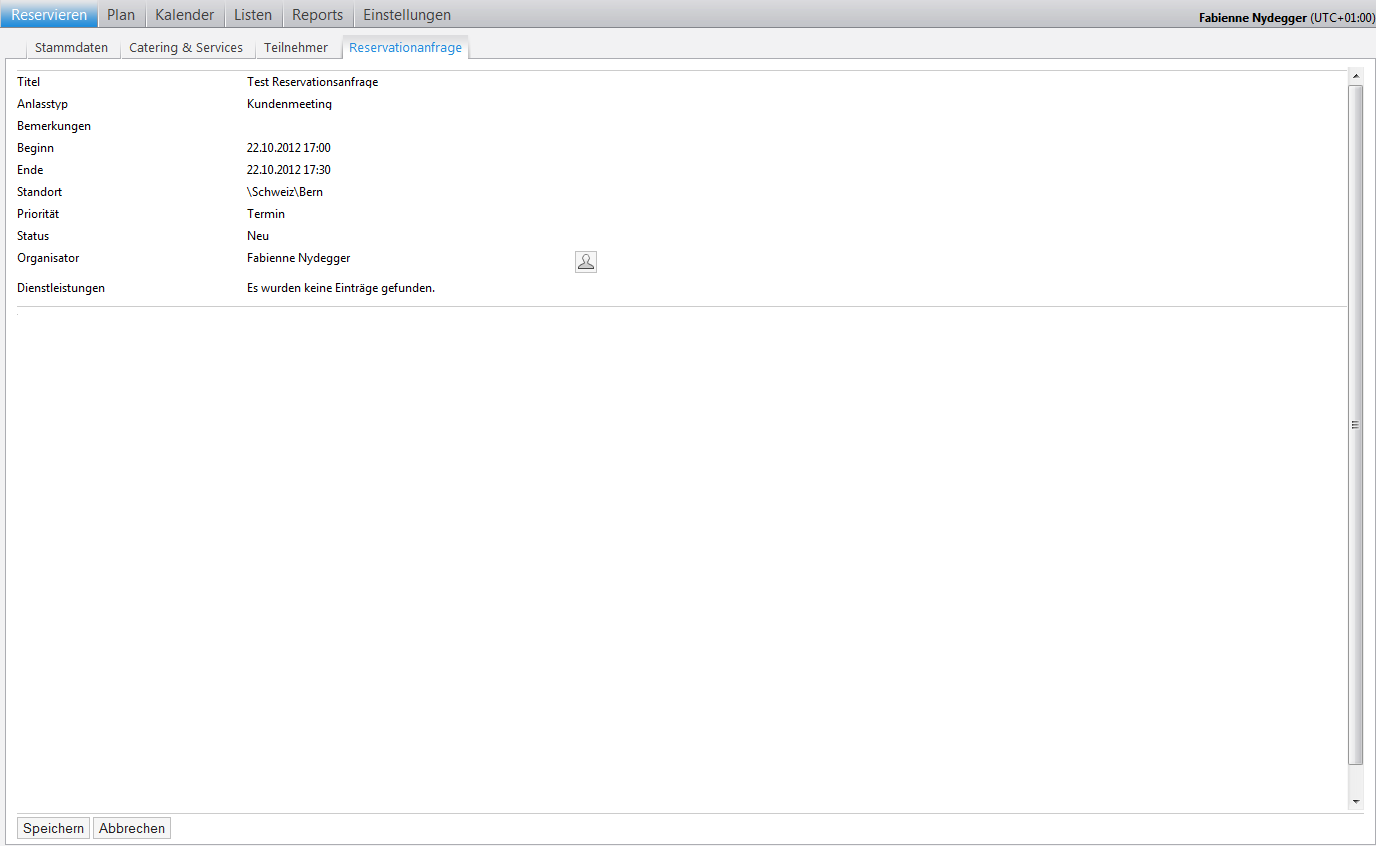 Reservieren Plan Kalender Listen Reports Einstellungen Fabienne Nydegger (UTC+01:00)
Stammdaten Catering & Services Teilnehmer Reservationanfrage
Titel Test Reservationsanfrage
Anlasstyp Kundenmeeting
Bemerkungen
Beginn 22.10.2012 17:00
Ende 22.10.2012 17:30
Standort \Schweiz\Bern
Priorität Termin
Status Neu
Organisator Fabienne Nydegger
Dienstleistungen Es wurden keine Einträge gefunden.
Speichern Abbrechen